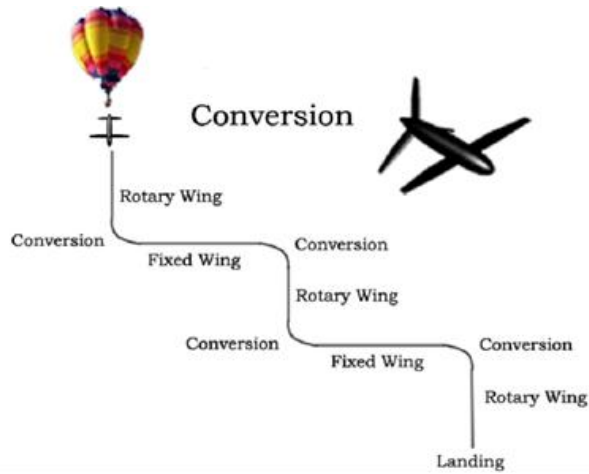 Conversion
Rotary Wing
Conversion
Fixed Wing
Conversion
Rotary Wing
Conversion
Fixed Wing
Conversion
Rotary Wing
Landing